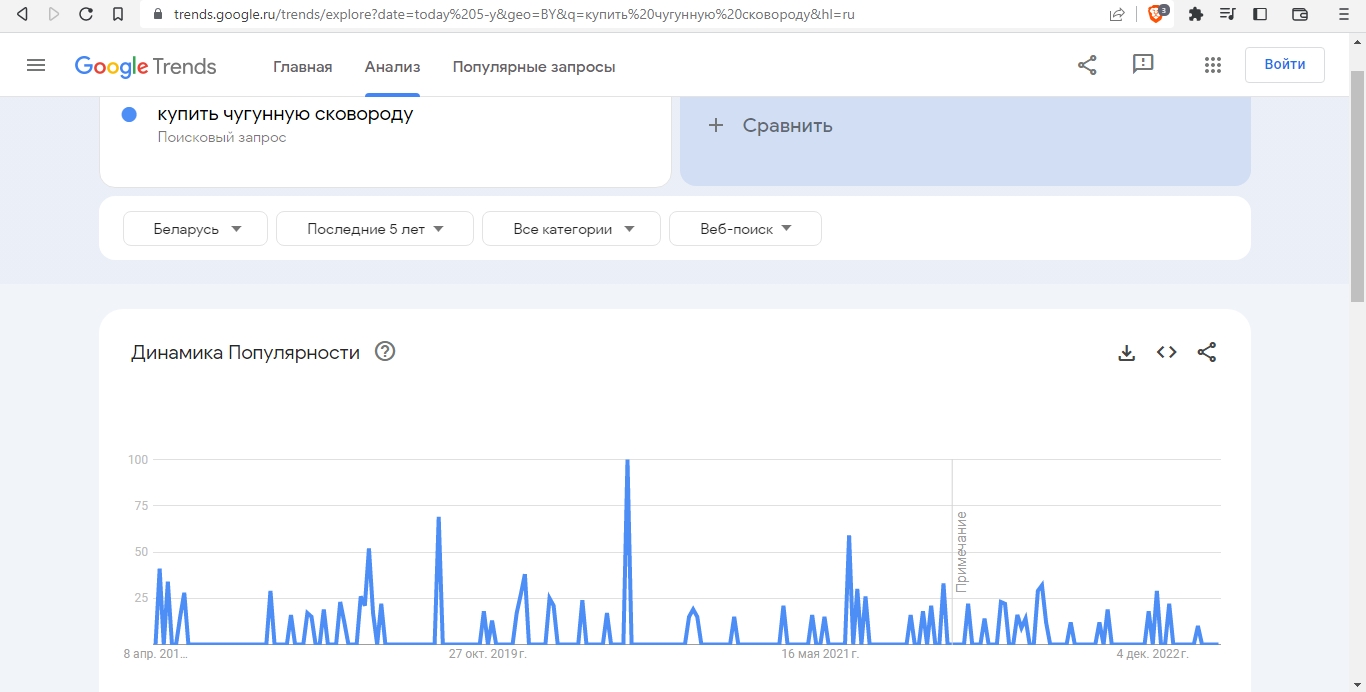 trends.google.ru/trends/explore?date=today%205-y&geo=BY&q=купить%20чугунную%20сковороду&hl=ru
3
Google Trends
Главная
Анализ
Популярные запросы
Войти
купить чугунную сковороду
Поисковый запрос
Сравнить
Беларусь
Последние 5 лет
Все категории
Веб-поиск
Динамика Популярности
100
75
50
25
Примечание
8 апр. 201…
27 окт. 2019 г.
16 мая 2021 г.
4 дек. 2022 г.